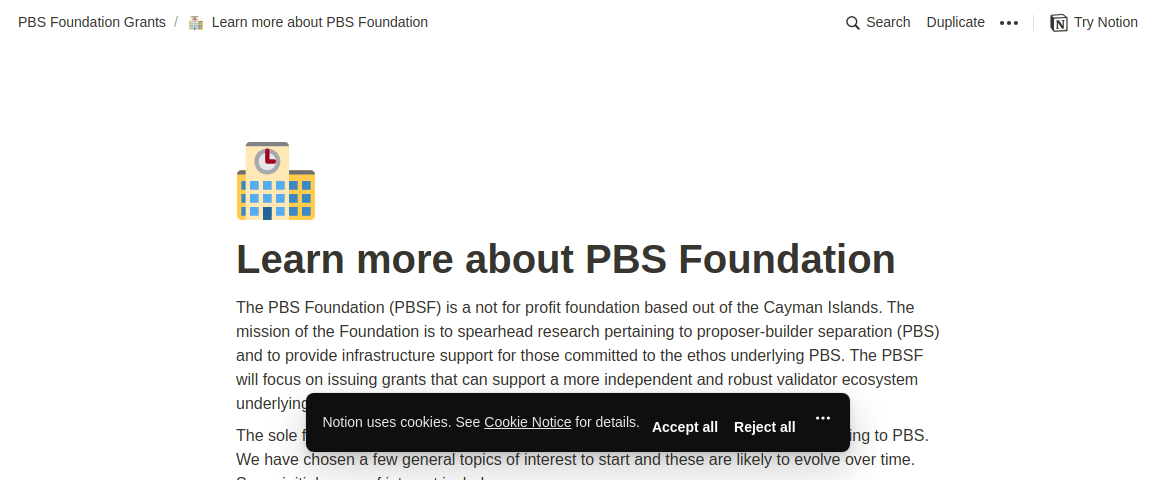 PBS Foundation Grants / Learn more about PBS Foundation
Search Duplicate Try Notion
Learn more about PBS Foundation
The PBS Foundation (PBSF) is a not for profit foundation based out of the Cayman Islands. The
mission of the Foundation is to spearhead research pertaining to proposer-builder separation (PBS)
and to provide infrastructure support for those committed to the ethos underlying PBS. The PBSF
will focus on issuing grants that can support a more independent and robust validator ecosystem
underlying
Notion uses cookies. See Cookie Notice for details. Accept all Reject all
The sole to PBS.
We have chosen a few general topics of interest to start and these are likely to evolve over time.